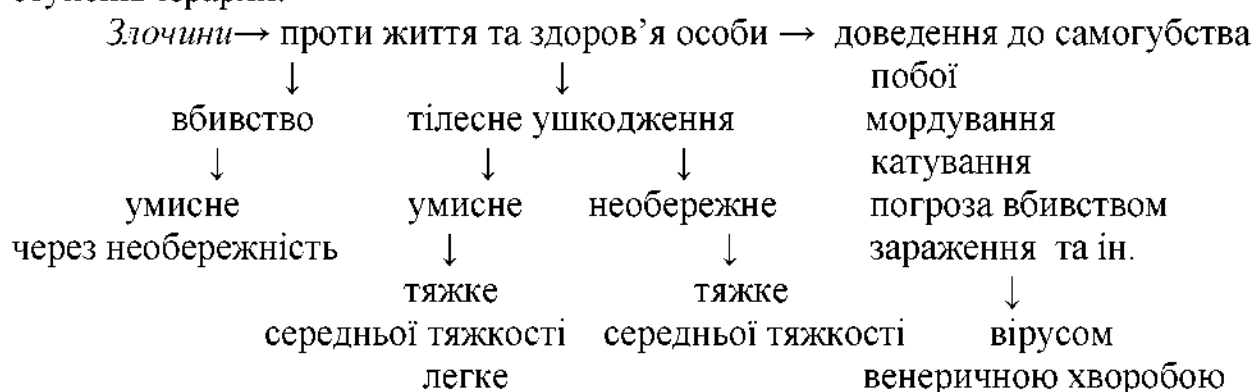 ступенів ієрархії.
Злочини→ проти життя та здоров’я особи → доведення до самогубства
↓ ↓ побої
вбивство тілесне ушкодження мордування
↓ ↓ ↓ катування
умисне умисне необережне погроза вбивством
через необережність ↓ ↓ зараження та ін.
тяжке тяжке ↓
середньої тяжкості середньої тяжкості вірусом
легке венеричною хворобою